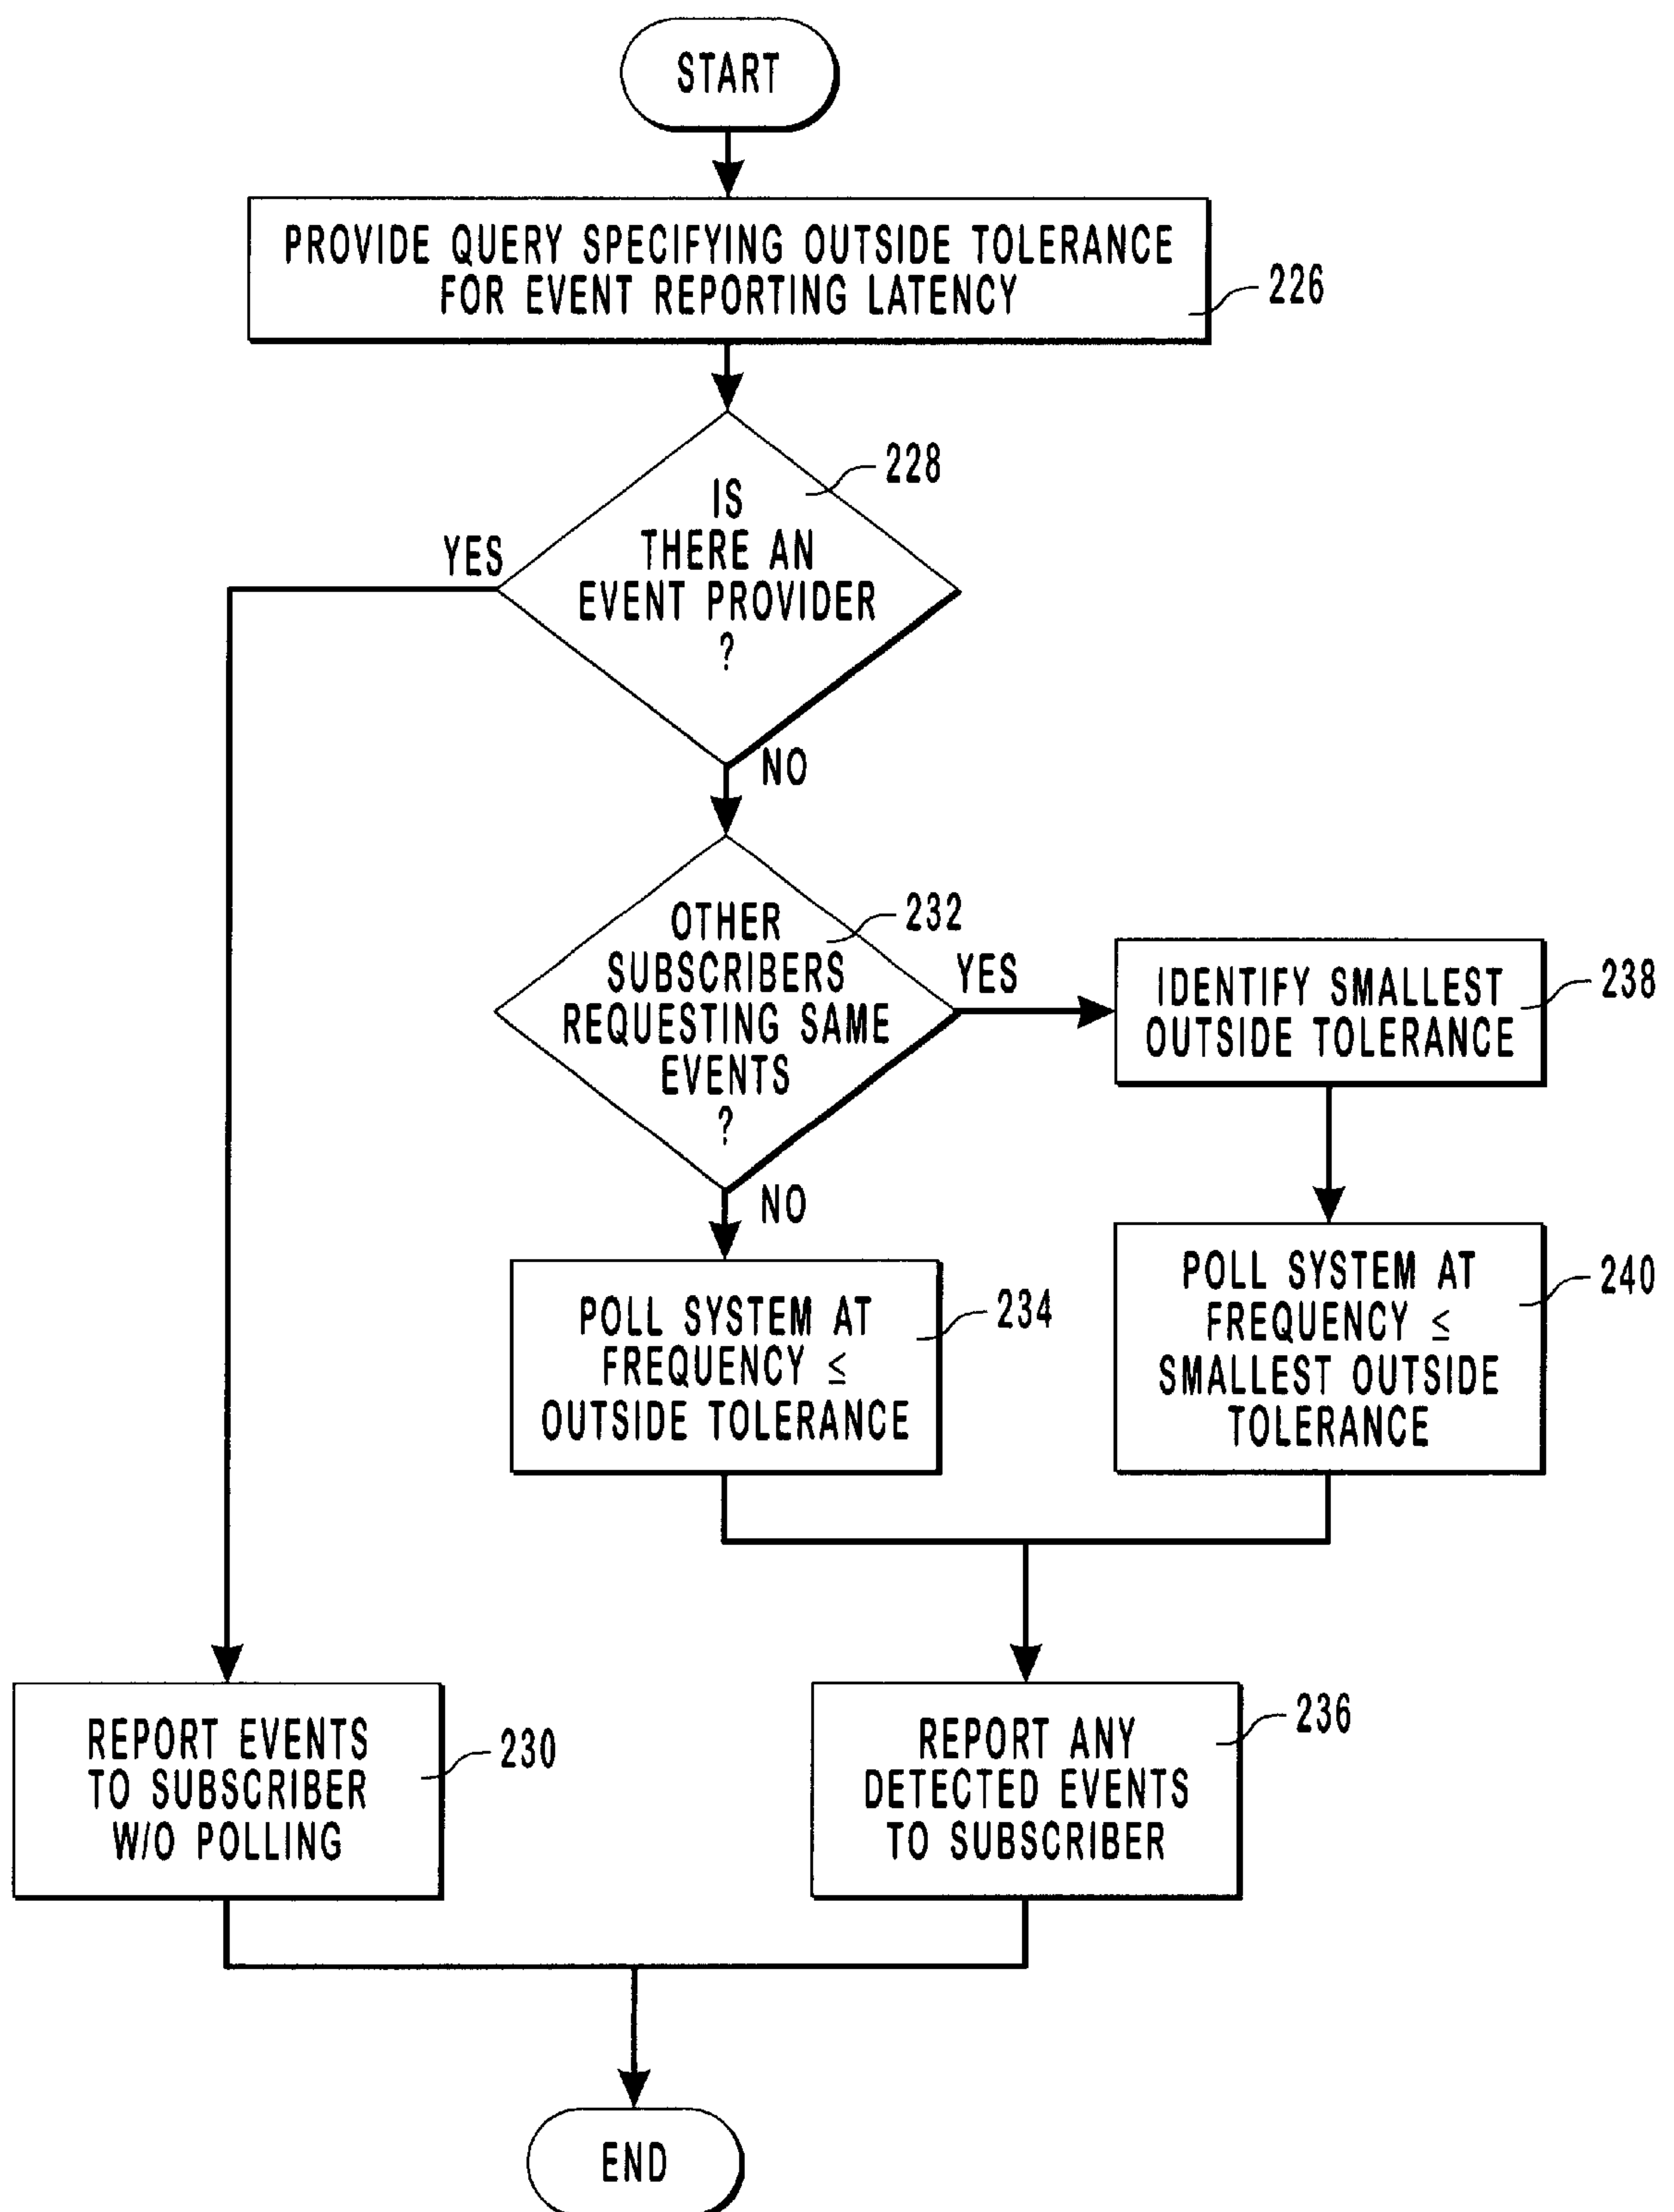 START
PROVIDE QUERY SPECIFYING OUTSIDE TOLERANCE
FOR EVENT REPORTING LATENCY
226
228
IS
THERE AN
EVENT PROVIDER
?
YES
NO
232
OTHER
SUBSCRIBERS
REQUESTING SAME
EVENTS
?
YES
NO
IDENTIFY SMALLEST
OUTSIDE TOLERANCE
238
POLL SYSTEM AT
FREQUENCY ≤
OUTSIDE TOLERANCE
234
POLL SYSTEM AT
FREQUENCY ≤
SMALLEST OUTSIDE
TOLERANCE
240
REPORT EVENTS
TO SUBSCRIBER
W/O POLLING
230
REPORT ANY
DETECTED EVENTS
TO SUBSCRIBER
236
END